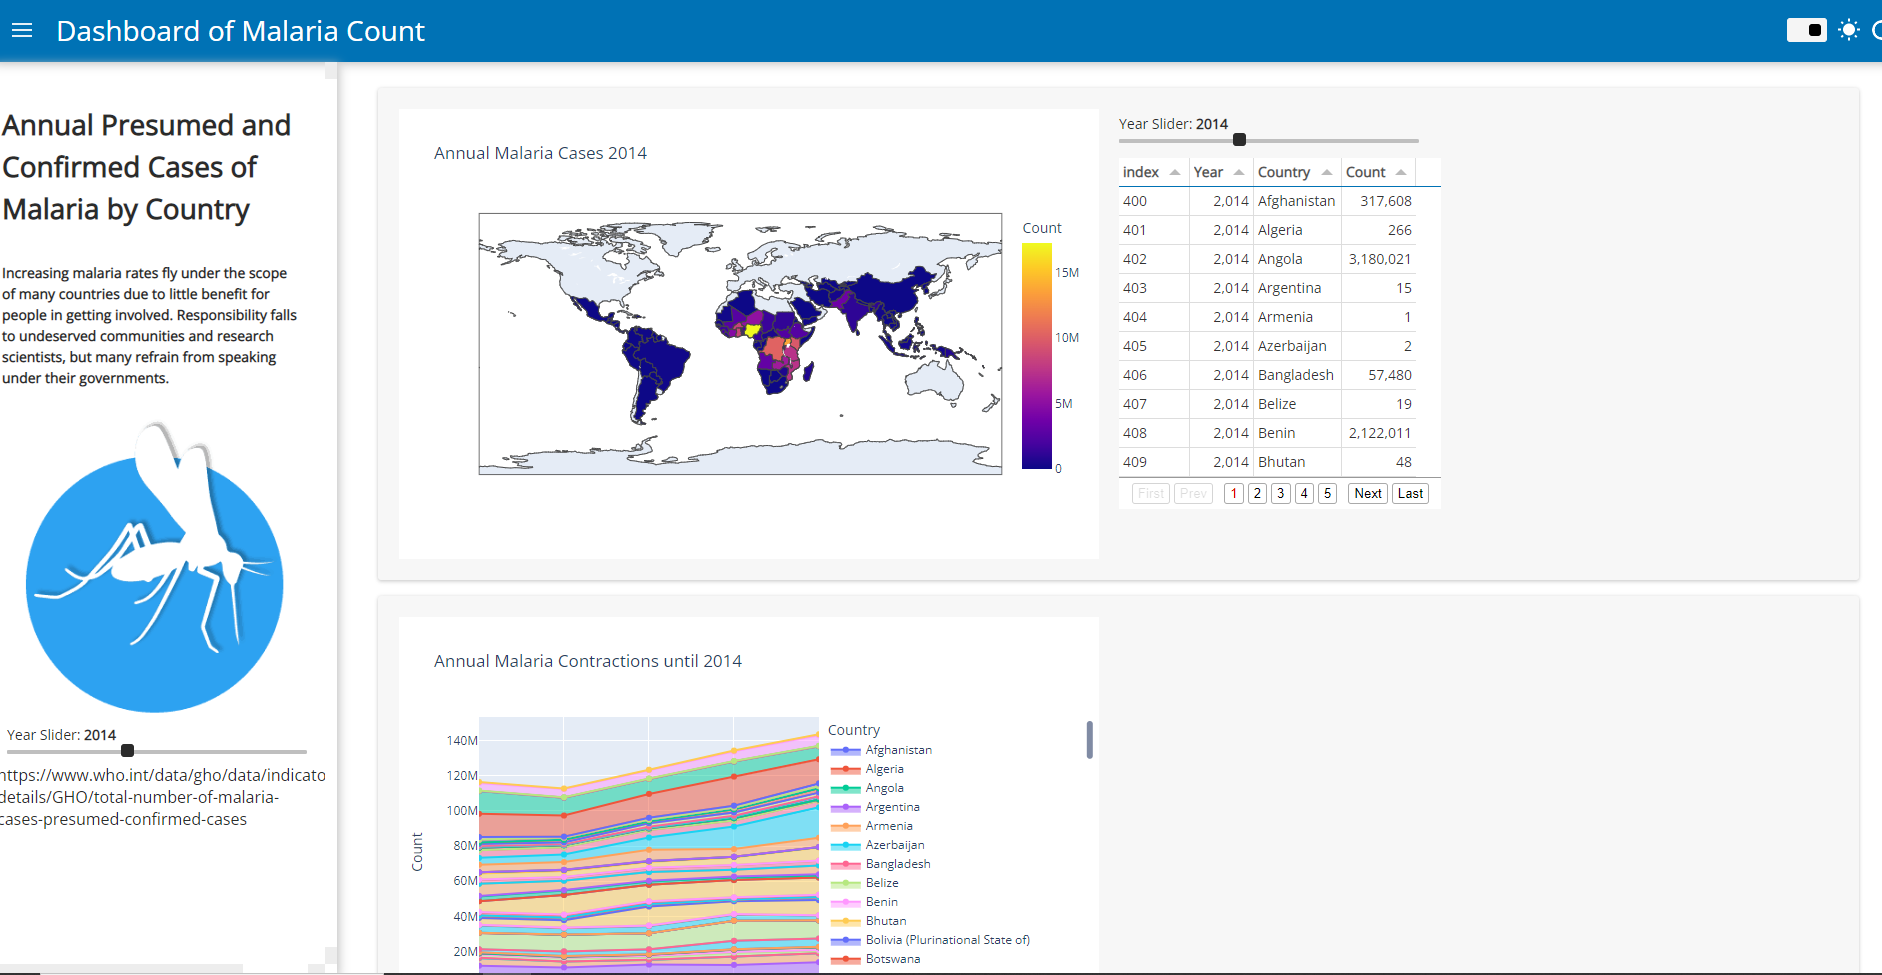 Dashboard of Malaria Count
Annual Presumed and
Confirmed Cases of
Malaria by Country
Increasing malaria rates fly under the scope
of many countries due to little benefit for
people in getting involved. Responsibility falls
to undeserved communities and research
scientists, but many refrain from speaking
under their governments.
Year Slider: 2014
https://www.who.int/data/gho/data/indicato
details/GHO/total-number-of-malaria-
cases-presumed-confirmed-cases
Annual Malaria Cases 2014
Count
15M
10M
5M
0
Year Slider: 2014
index Year Country Count
400 2,014 Afghanistan 317,608
401 2,014 Algeria 266
402 2,014 Angola 3,180,021
403 2,014 Argentina 15
404 2,014 Armenia 1
405 2,014 Azerbaijan 2
406 2,014 Bangladesh 57,480
407 2,014 Belize 19
408 2,014 Benin 2,122,011
409 2,014 Bhutan 48
First Prev 1 2 3 4 5 Next Last
Annual Malaria Contractions until 2014
Count
140M
120M
100M
80M
60M
40M
20M
Country
Afghanistan
Algeria
Angola
Argentina
Armenia
Azerbaijan
Bangladesh
Belize
Benin
Bhutan
Bolivia (Plurinational State of)
Botswana